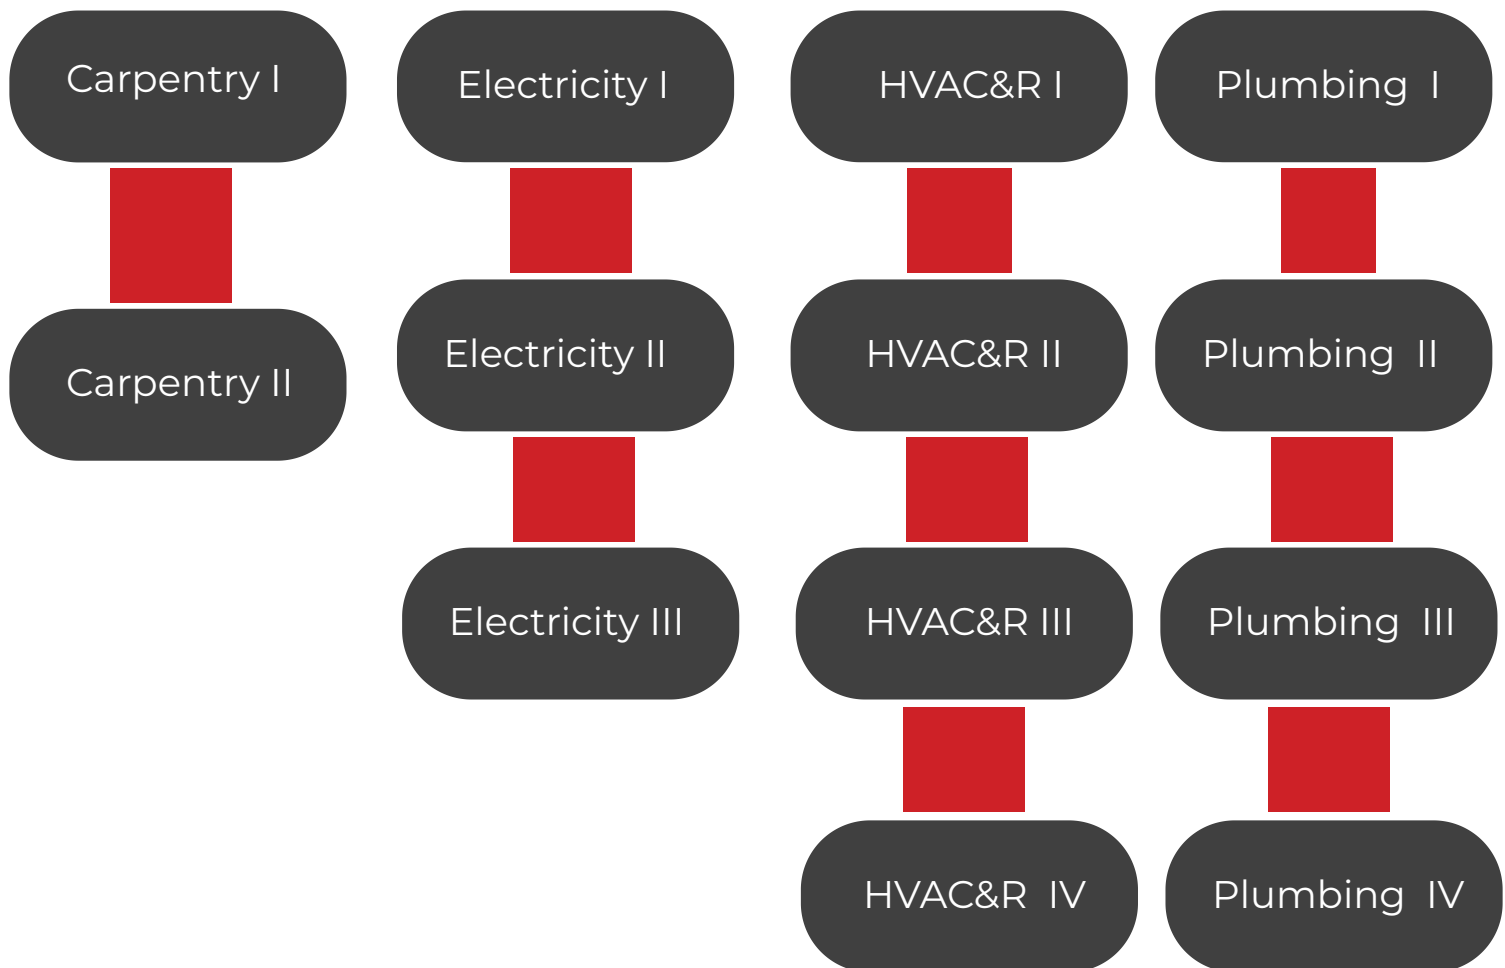 Carpentry I
Electricity I
HVAC&R I
Plumbing I
Carpentry II
Electricity II
HVAC&R II
Plumbing II
Electricity III
HVAC&R III
Plumbing III
HVAC&R IV
Plumbing IV